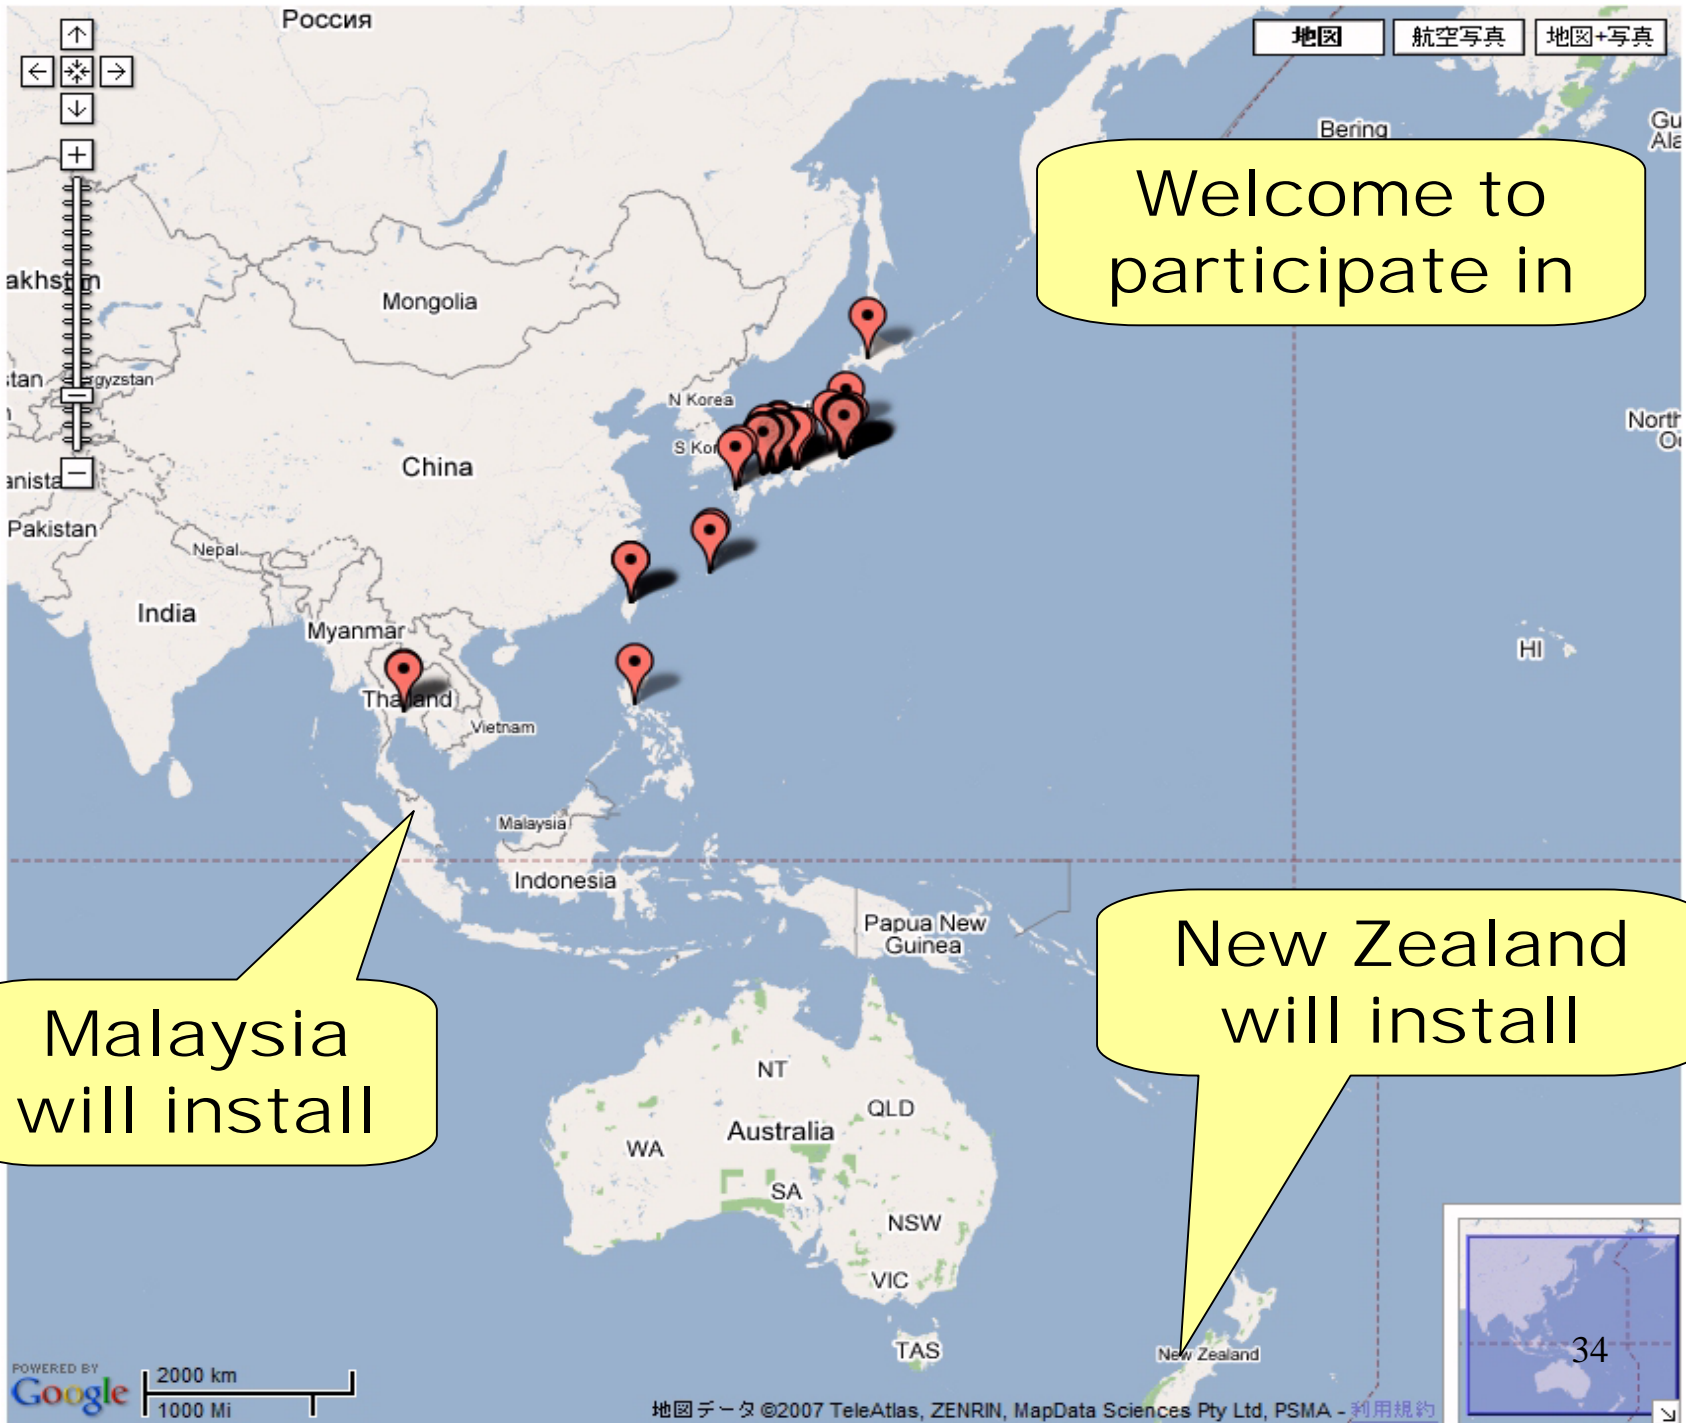 Россия
地図
航空写真
地図+写真
Bering
Welcome to
participate in
Mongolia
N Korea
China
Pakistan
Nepal
India
Myanmar
Thailand
Vietnam
HI
Malaysia
Indonesia
Papua New
Guinea
New Zealand
will install
Malaysia
will install
NT
QLD
Australia
WA
SA
NSW
VIC
TAS
New Zealand
34
POWERED BY
Google
2000 km
1000 Mi
地図データ ©2007 TeleAtlas, ZENRIN, MapData Sciences Pty Ltd, PSMA - 利用規約